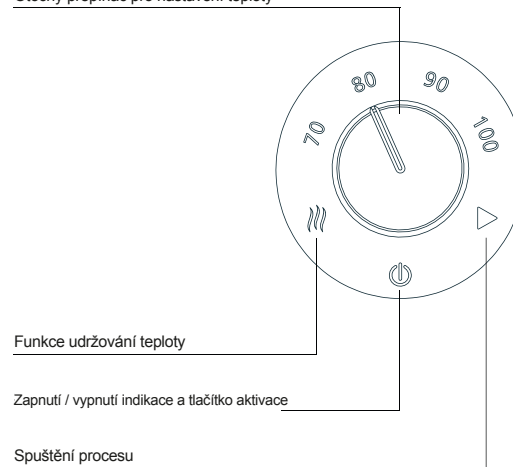 Otočný přepínač pro nastavení teploty
70
80
90
100
Funkce udržování teploty
Zapnutí / vypnutí indikace a tlačítko aktivace
Spuštění procesu